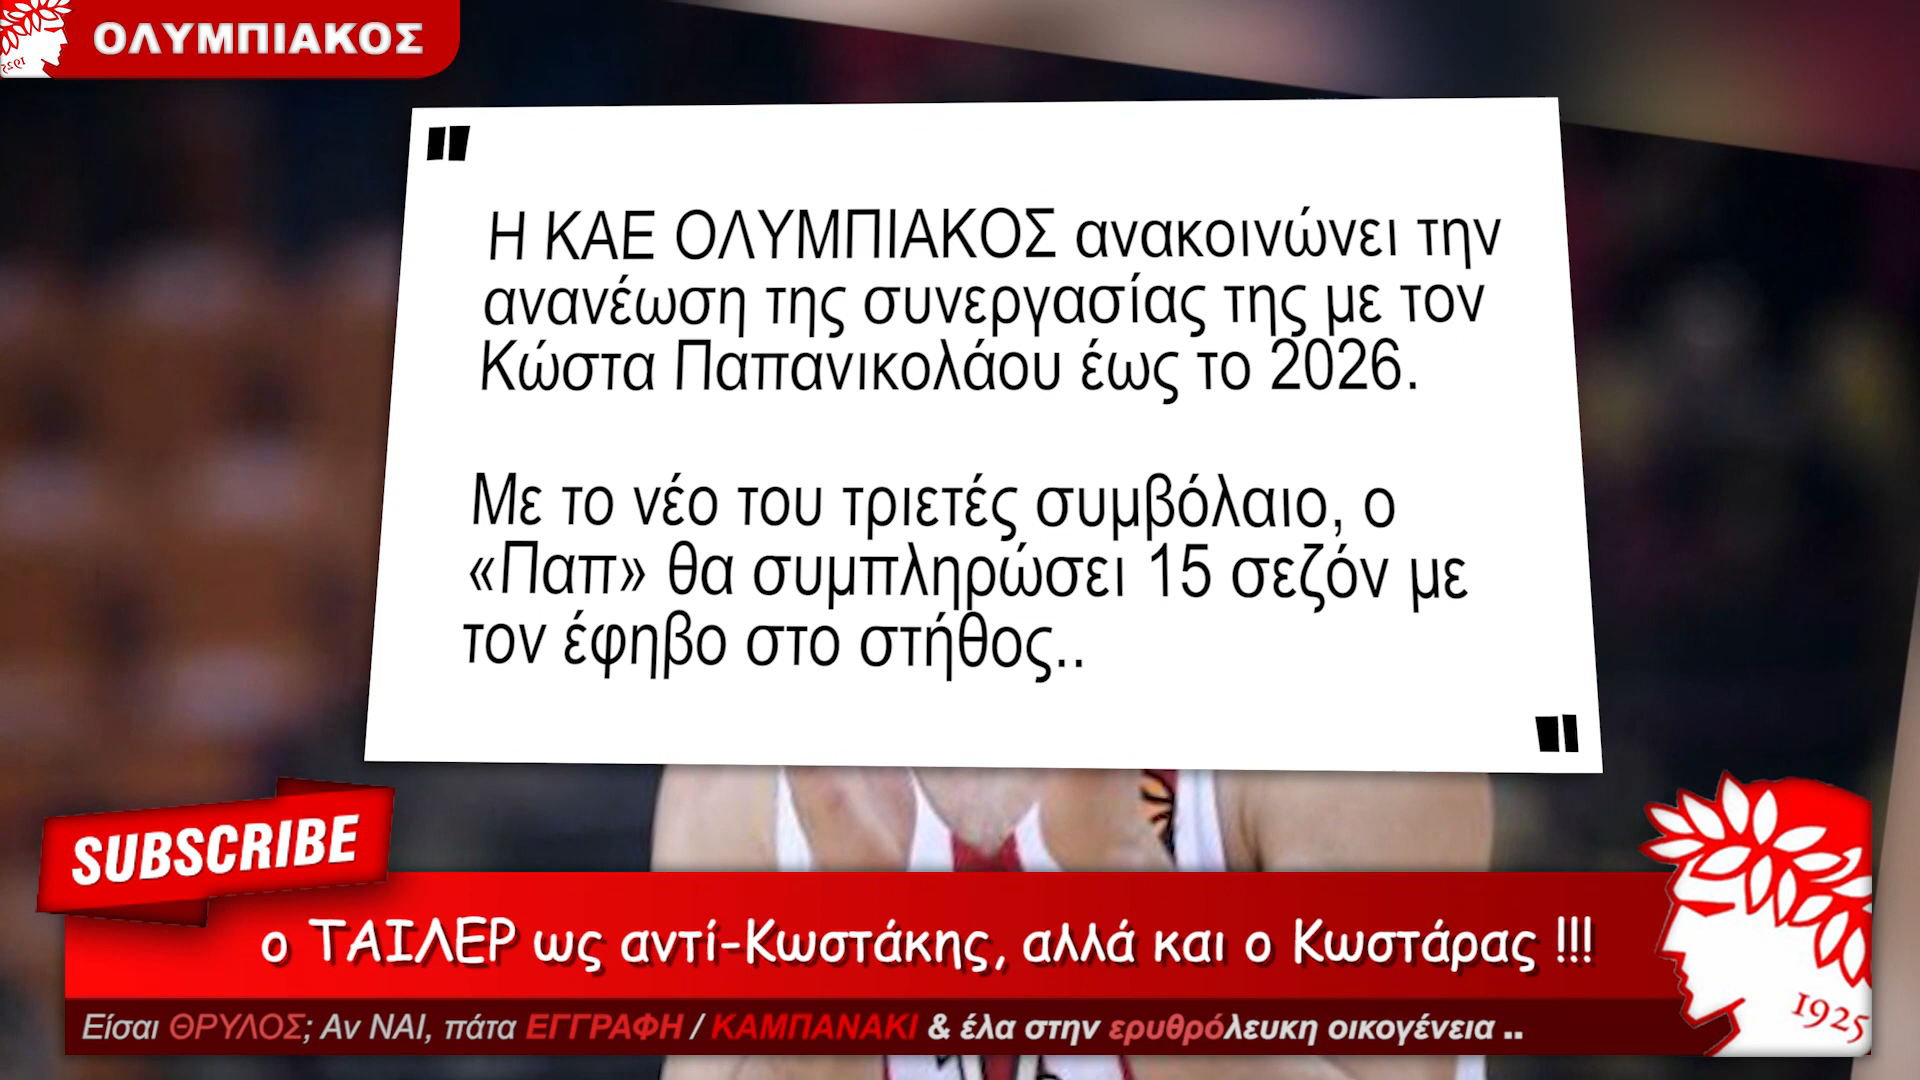 ΟΛΥΜΠΙΑΚΟΣ
1925
"
Η ΚΑΕ ΟΛΥΜΠΙΑΚΟΣ ανακοινώνει την
ανανέωση της συνεργασίας της με τον
Κώστα Παπανικολάου έως το 2026.
Με το νέο του τριετές συμβόλαιο, ο
«Παπ» θα συμπληρώσει 15 σεζόν με
τον έφηβο στο στήθος..
"
SUBSCRIBE
ο ΤΑΙΛΕΡ ως αντί-Κωστάκης, αλλά και ο Κωστάρας !!!
1925
Είσαι ΘΡΥΛΟΣ; Αν ΝΑΙ, πάτα ΕΓΓΡΑΦΗ / ΚΑΜΠΑΝΑΚΙ & έλα στην ερυθρόλευκη οικογένεια ..